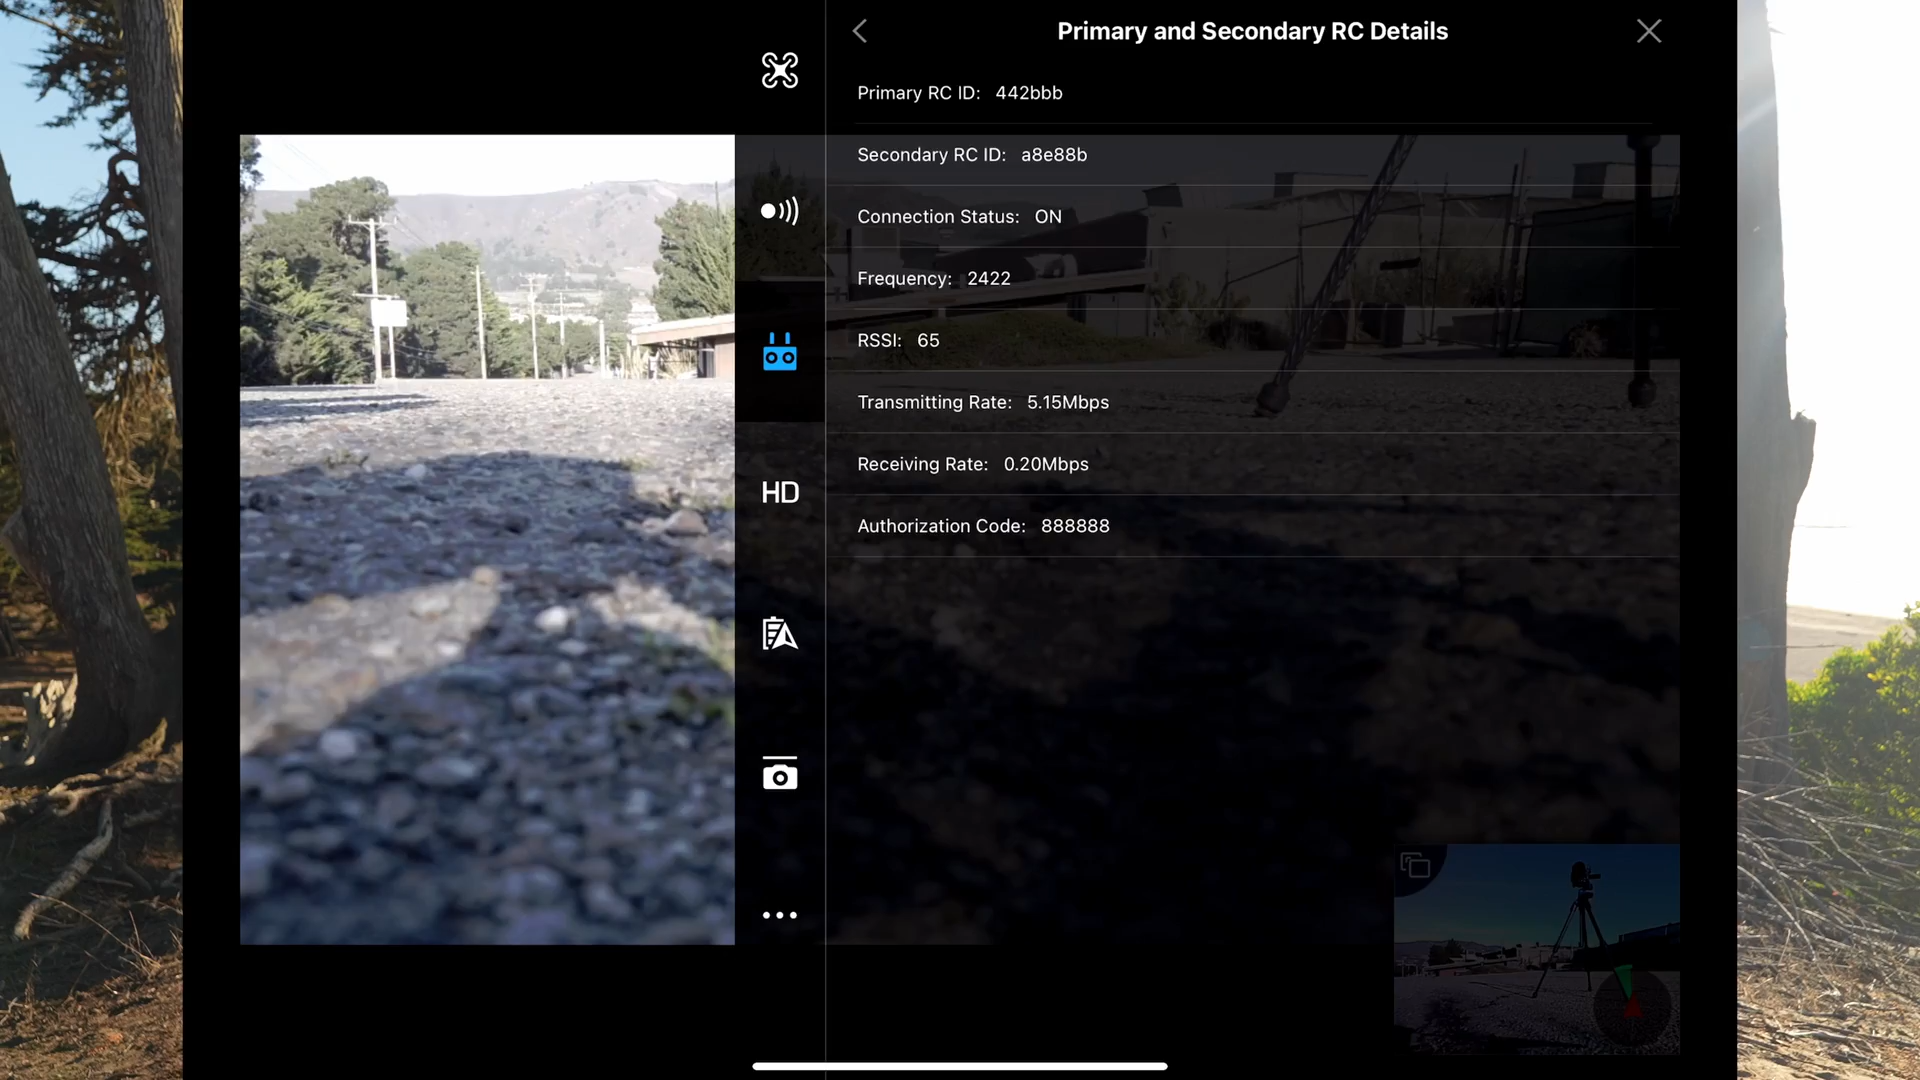 Primary and Secondary RC Details
Primary RC ID: 442bbb
Secondary RC ID: a8e88b
Connection Status: ON
Frequency: 2422
RSSI: 65
Transmitting Rate: 5.15Mbps
Receiving Rate: 0.20Mbps
Authorization Code: 888888
HD